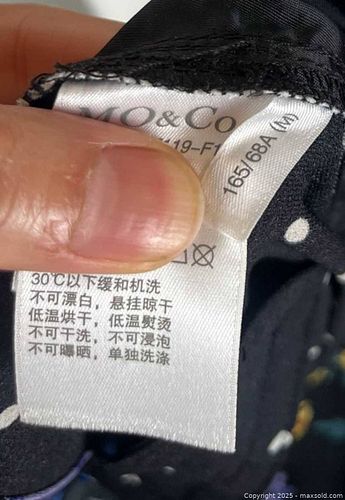 MO&Co
19-F1
165/68A (M)
30℃以下缓和机洗
不可漂白，悬挂晾干
低温烘干，低温熨烫
不可干洗，不可浸泡
不可曝晒，单独洗涤
Copyright 2025 - maxsold.com